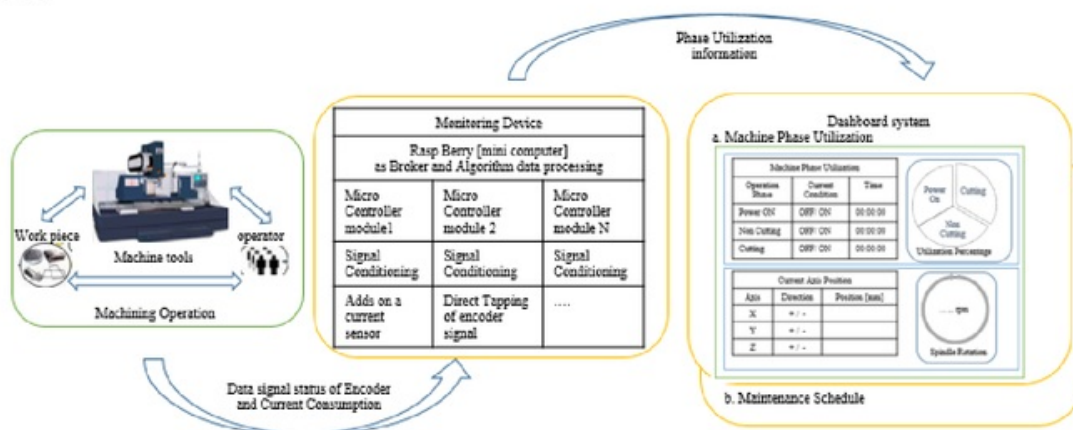 Phase Utilization
information
Work piece
Machine tools
operator
Machining Operation
Data signal status of Encoder
and Current Consumption
Monitoring Device
Rasp Berry [mini computer]
as Broker and Algorithm data processing
Micro
Controller
module1
Micro
Controller
module 2
Micro
Controller
module N
Signal
Conditioning
Signal
Conditioning
Signal
Conditioning
Adds on a
current
sensor
Direct Tapping
of encoder
signal
....
Dashboard system
a. Machine Phase Utilization
Machine Phase Utilization
Operation
Phase
Current
Condition
Time
Power ON
OFF/ ON
00:00:00
Non Cutting
OFF/ ON
00:00:00
Cutting
OFF/ ON
00:00:00
Power
On
Cutting
Non
Cutting
Utilization Percentage
Current Axis Position
Axis
Direction
Position [mm]
X
+ / -
Y
+ / -
Z
+ / -
...... rpm
Spindle Rotation
b. Maintenance Schedule